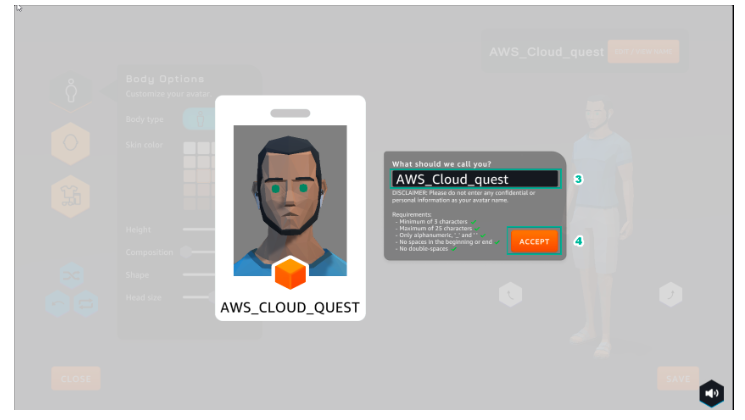 AWS_Cloud_quest
Body Options
Customize your avatar.
Body type
Skin color
Height
Composition
Shape
Head size
CLOSE
AWS_CLOUD_QUEST
What should we call you?
AWS_Cloud_quest
3
DISCLAIMER: Please do not enter any confidential or
personal information as your avatar name.
Requirements:
- Minimum of 3 characters
- Maximum of 25 characters
- Only alphanumeric, '_' and '''
- No spaces in the beginning or end
- No double-spaces
ACCEPT
4
SAVE